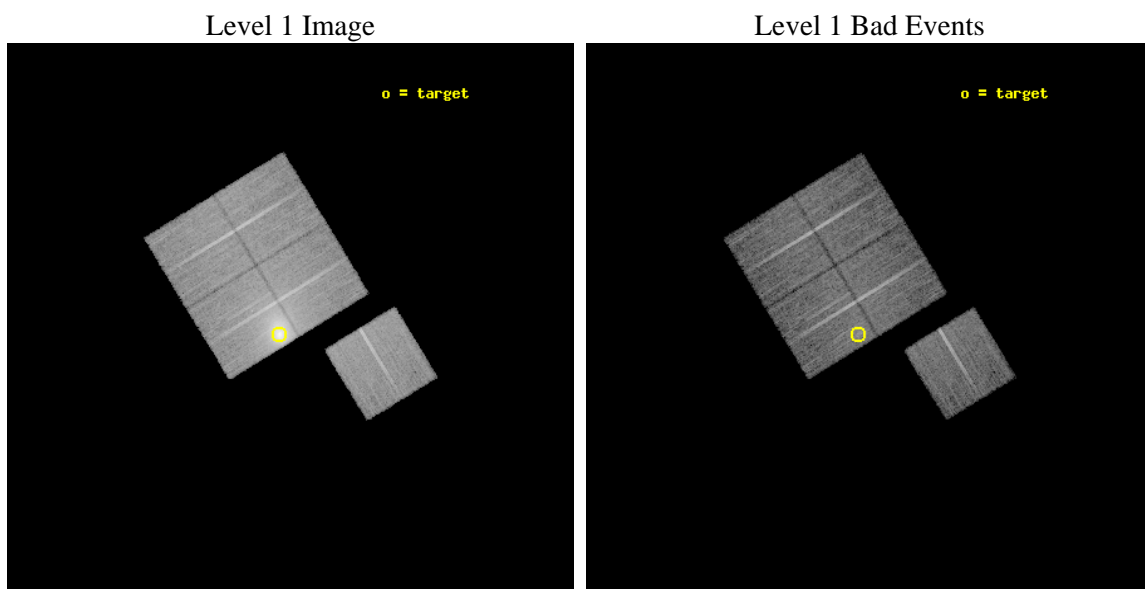 Level 1 Image
Level 1 Bad Events
o = target
o = target